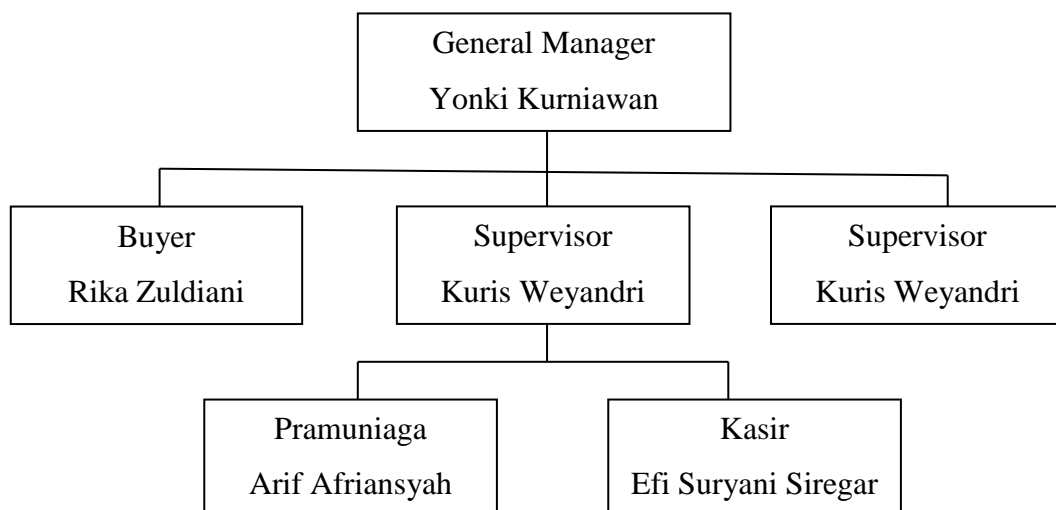 General Manager
Yonki Kurniawan
Buyer
Rika Zuldiani
Supervisor
Kuris Weyandri
Supervisor
Kuris Weyandri
Pramuniaga
Arif Afriansyah
Kasir
Efi Suryani Siregar